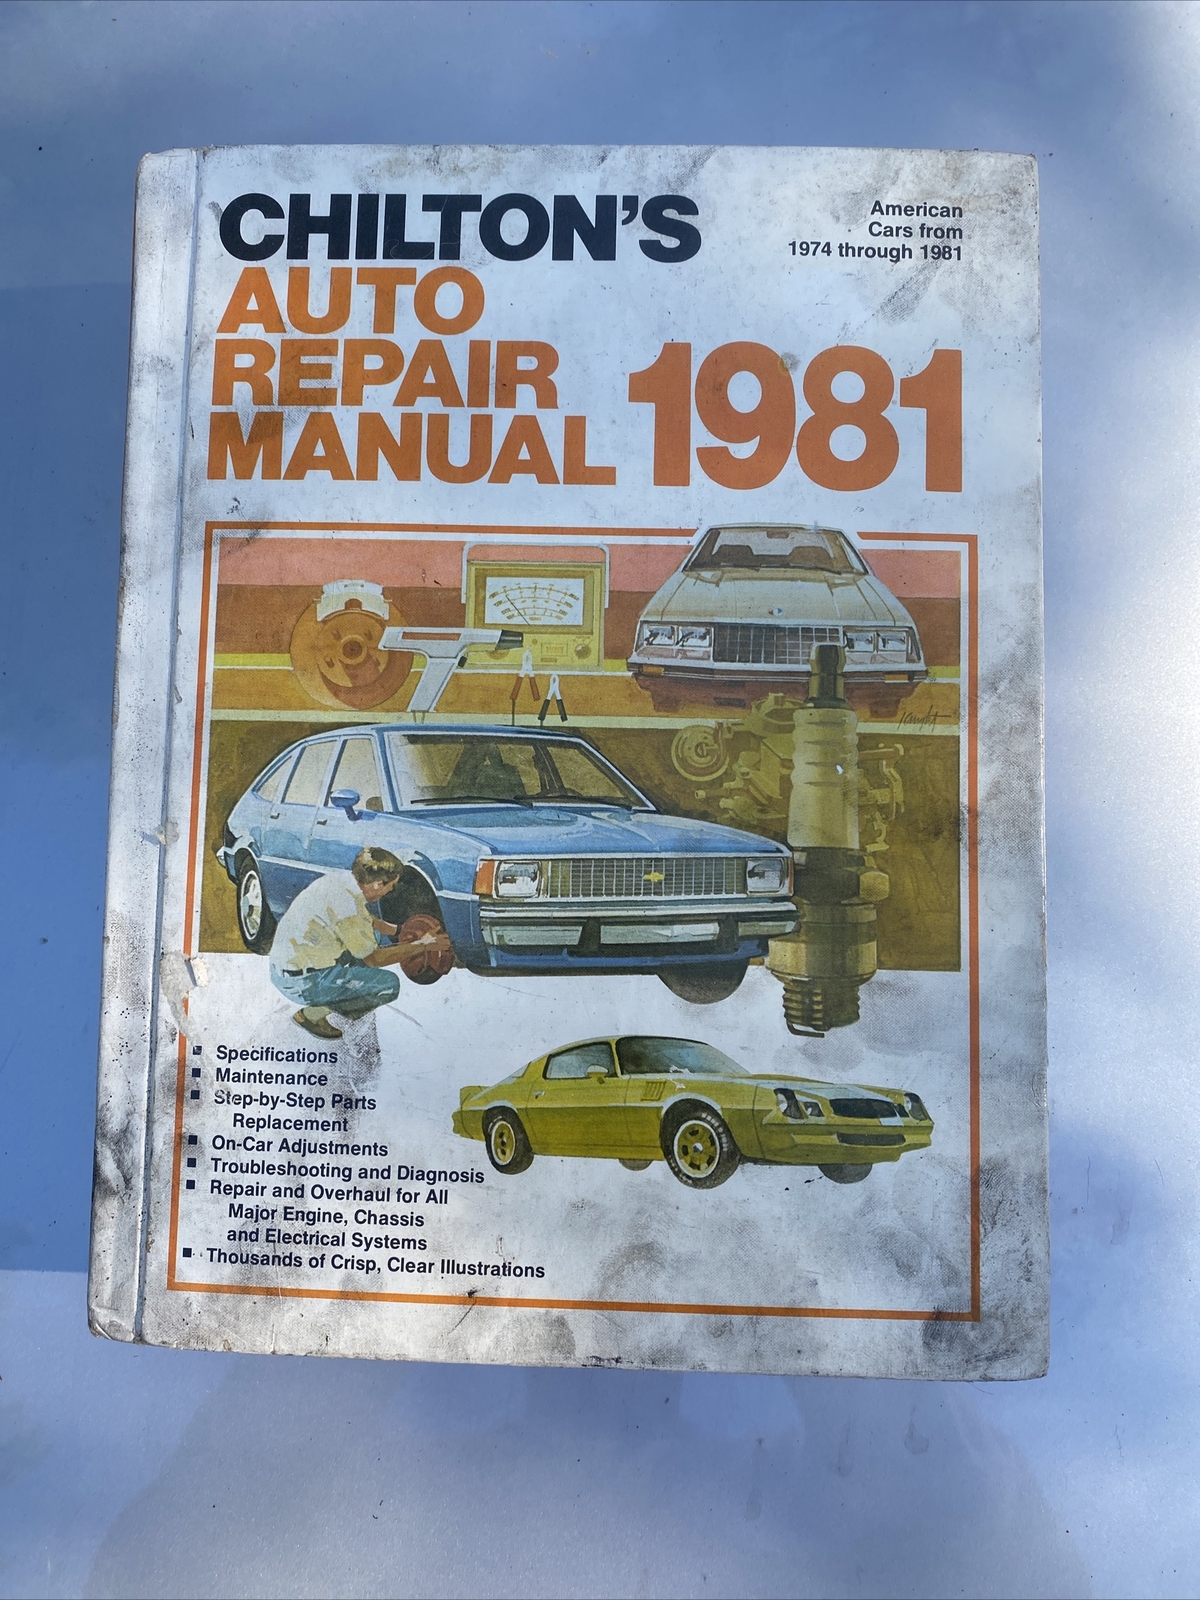 CHILTON'S
AUTO
REPAIR
MANUAL 1981
American
Cars from
1974 through 1981
■ Specifications
■ Maintenance
■ Step-by-Step Parts
Replacement
■ On-Car Adjustments
■ Troubleshooting and Diagnosis
■ Repair and Overhaul for All
Major Engine, Chassis
and Electrical Systems
■ Thousands of Crisp, Clear Illustrations